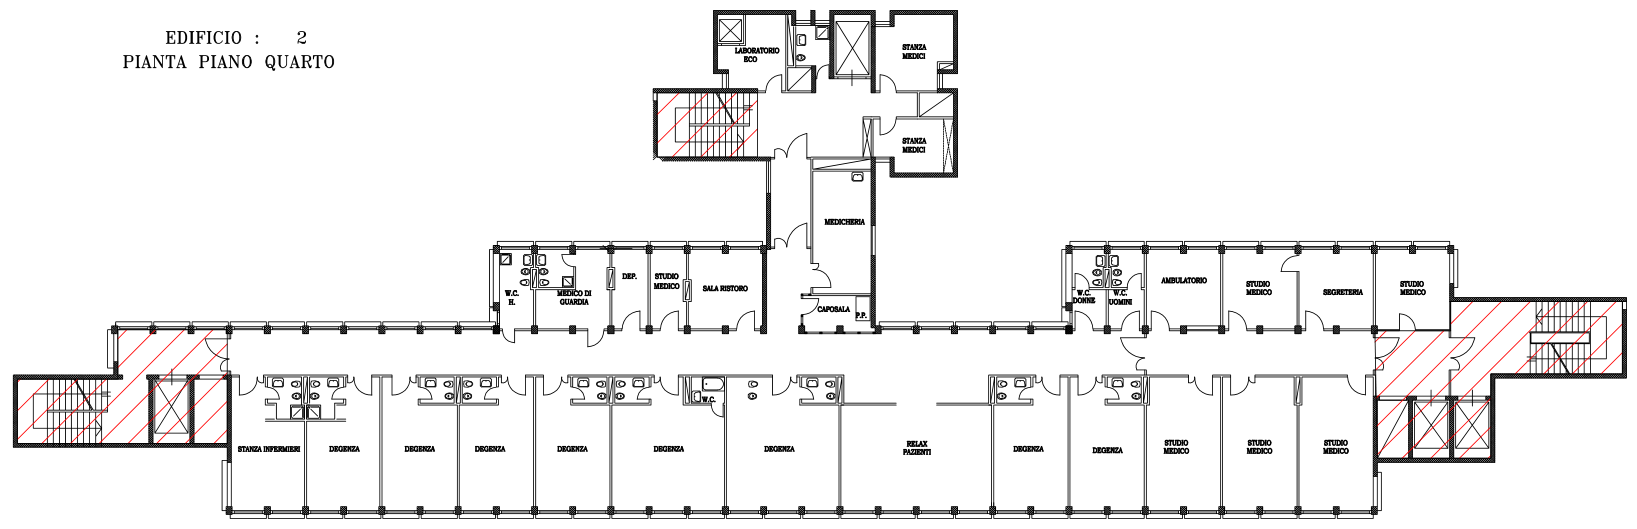 EDIFICIO :    2
PIANTA PIANO QUARTO
LABORATORIO
ECO
STANZA
MEDICI
STANZA
MEDICI
MEDICHERIA
CAPOSALA
P.P.
W.C.
H.
MEDICO DI
GUARDIA
DEP.
STUDIO
MEDICO
SALA RISTORO
W.C.
DONNE
W.C.
UOMINI
AMBULATORIO
STUDIO
MEDICO
SEGRETERIA
STUDIO
MEDICO
W.C.
STANZA INFERMIERI
DEGENZA
DEGENZA
DEGENZA
DEGENZA
DEGENZA
DEGENZA
RELAX
PAZIENTI
DEGENZA
DEGENZA
STUDIO
MEDICO
STUDIO
MEDICO
STUDIO
MEDICO